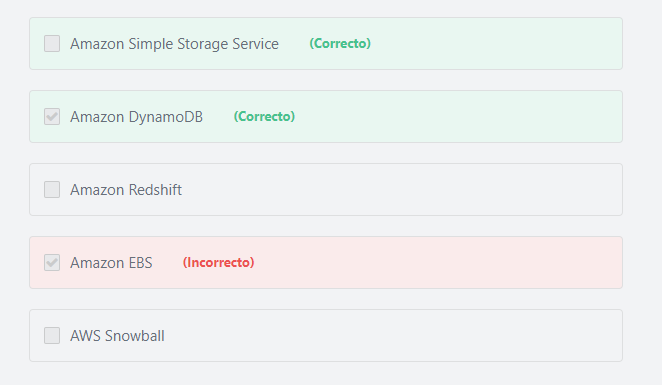 Amazon Simple Storage Service (Correcto)
Amazon DynamoDB (Correcto)
Amazon Redshift
Amazon EBS (Incorrecto)
AWS Snowball